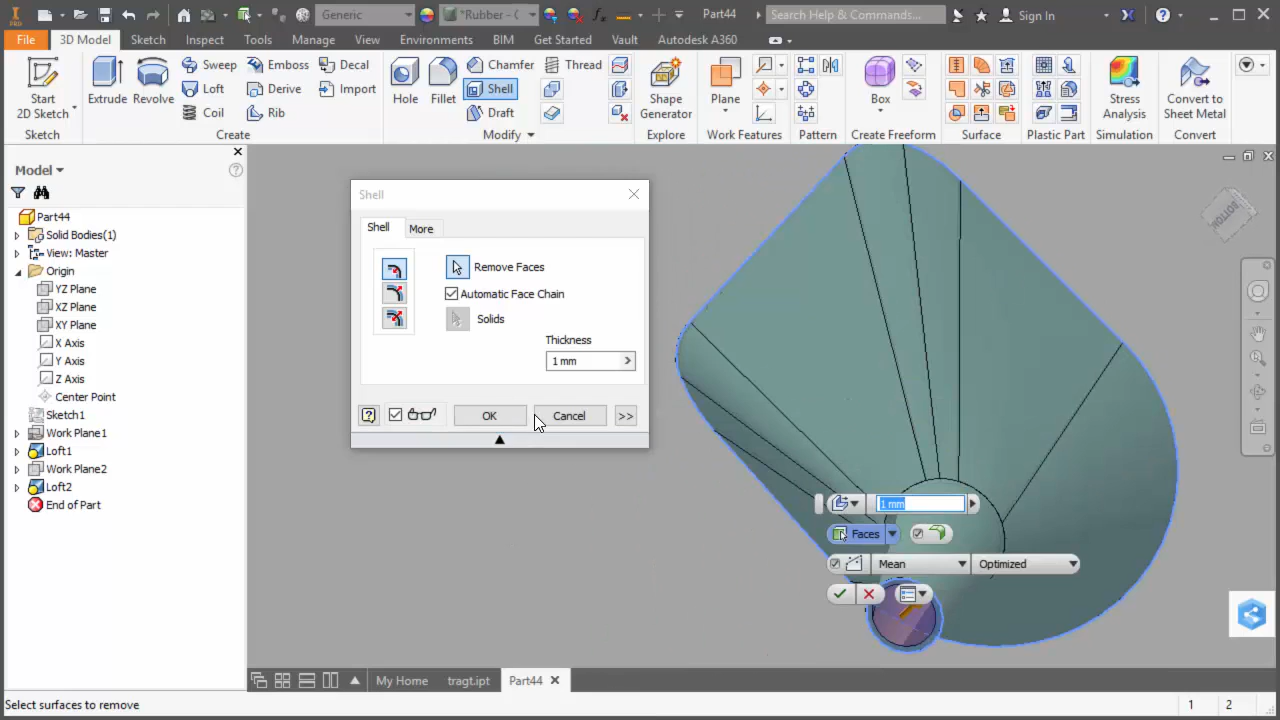 PRO
Generic
*Rubber - C
Part44
Search Help & Commands...
Sign In
File
3D Model
Sketch
Inspect
Tools
Manage
View
Environments
BIM
Get Started
Vault
Autodesk A360
Start
2D Sketch
Extrude
Revolve
Sweep
Loft
Coil
Emboss
Derive
Rib
Decal
Import
Hole
Fillet
Chamfer
Shell
Draft
Thread
Shape
Generator
Plane
Box
Stress
Analysis
Convert to
Sheet Metal
Sketch
Create
Modify
Explore
Work Features
Pattern
Create Freeform
Surface
Plastic Part
Simulation
Convert
Model
Part44
Solid Bodies(1)
View: Master
Origin
YZ Plane
XZ Plane
XY Plane
X Axis
Y Axis
Z Axis
Center Point
Sketch1
Work Plane1
Loft1
Work Plane2
Loft2
End of Part
Shell
Shell
More
Remove Faces
Automatic Face Chain
Solids
Thickness
1 mm
OK
Cancel
>>
BOTTOM
1 mm
Faces
Mean
Optimized
My Home
tragt.ipt
Part44
Select surfaces to remove
1
2